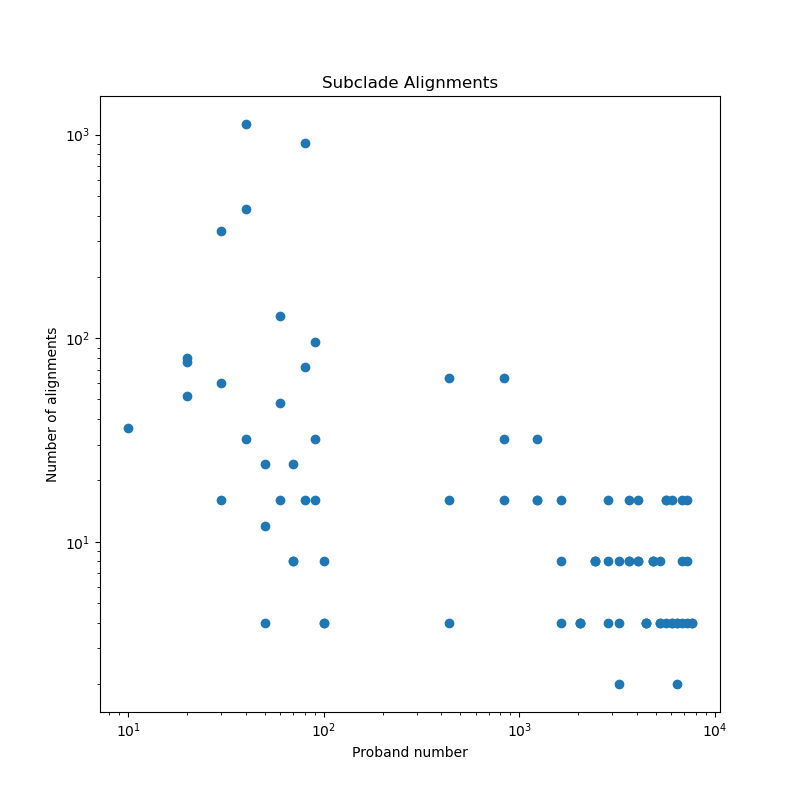 Subclade Alignments
Number of alignments
10³
10²
10¹
10¹ 10² 10³ 10⁴
Proband number